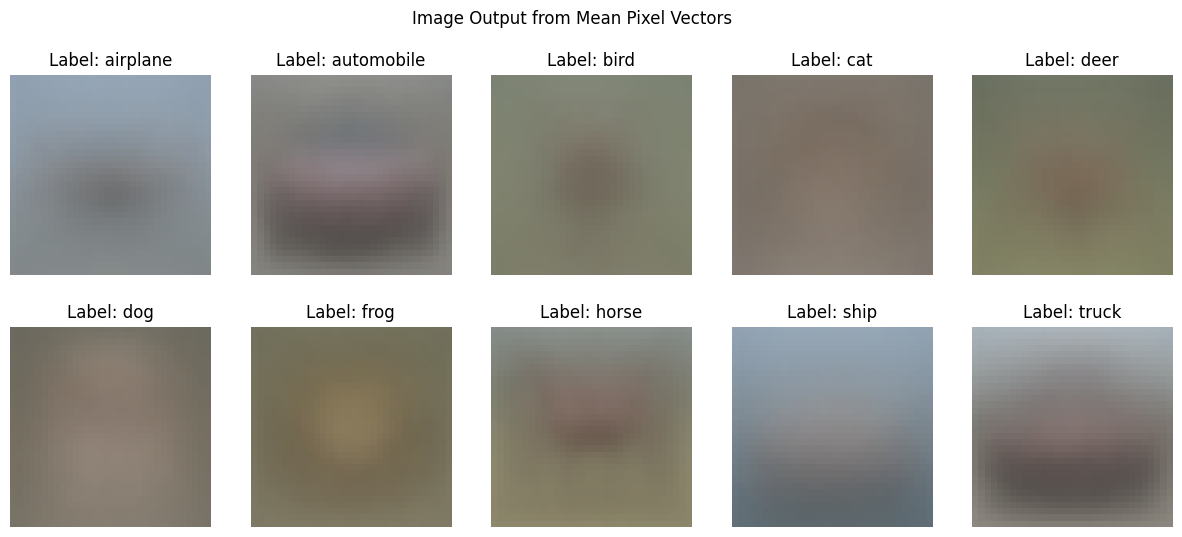 Image Output from Mean Pixel Vectors
Label: airplane
Label: automobile
Label: bird
Label: cat
Label: deer
Label: dog
Label: frog
Label: horse
Label: ship
Label: truck